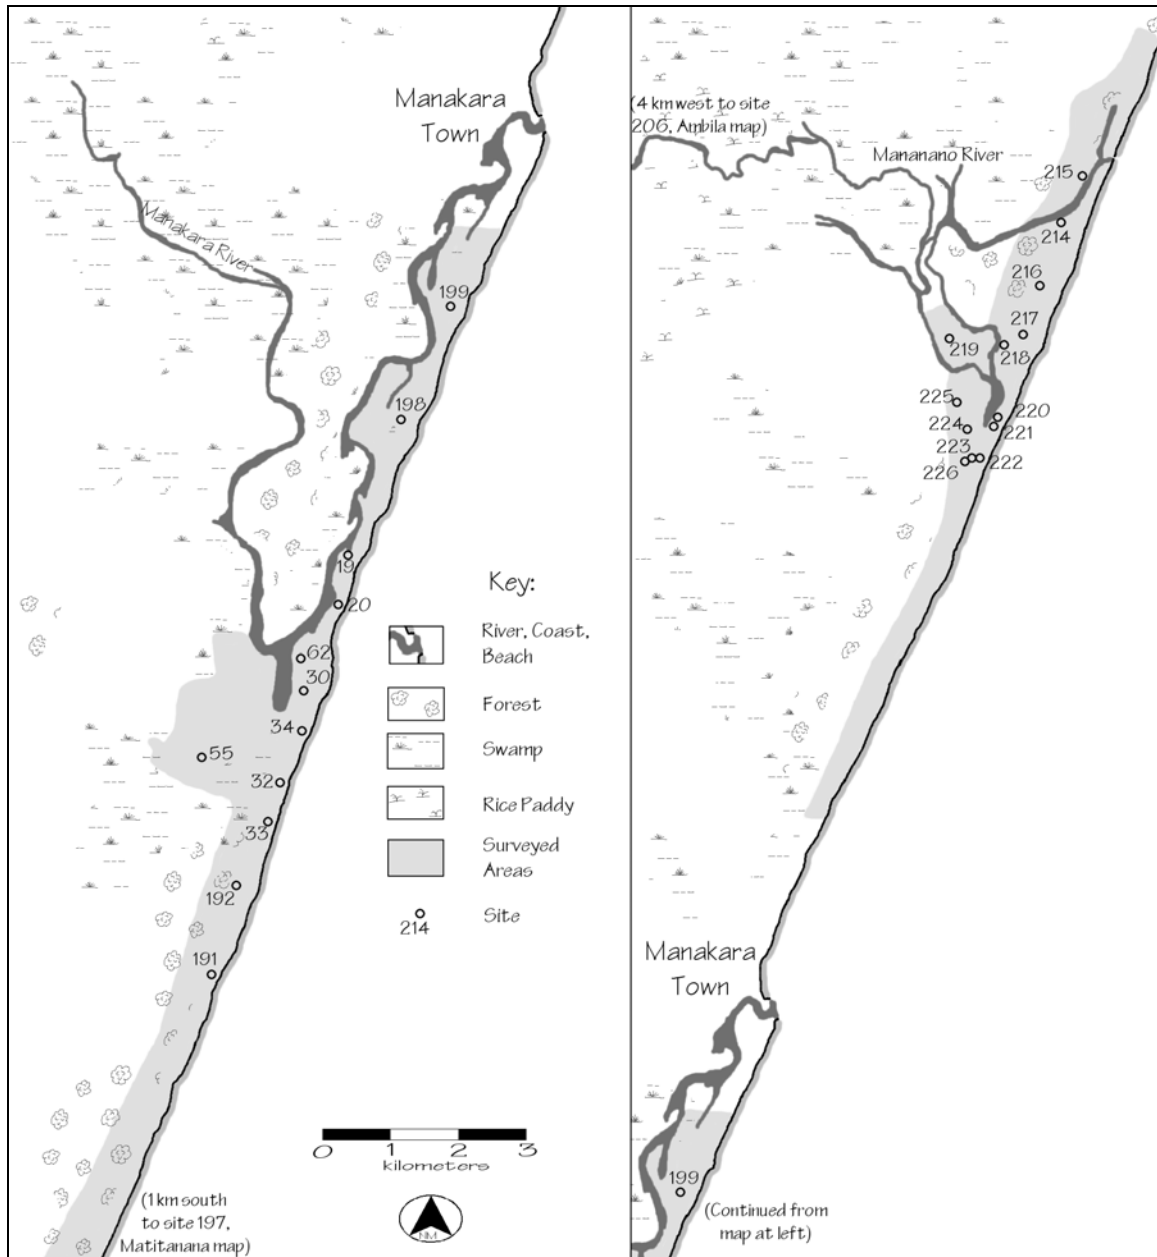 Manakara
Town
Manakara River
199
198
19
20
62
30
34
55
32
33
192
191
Key:
River, Coast,
Beach
Forest
Swamp
Rice Paddy
Surveyed
Areas
214
Site
0 1 2 3
kilometers
NM
(1 km south
to site 197,
Matitanana map)
(4 km west to site
206, Ambila map)
Mananano River
215
214
216
217
219
218
225
220
224
221
223
222
226
Manakara
Town
199
(Continued from
map at left)